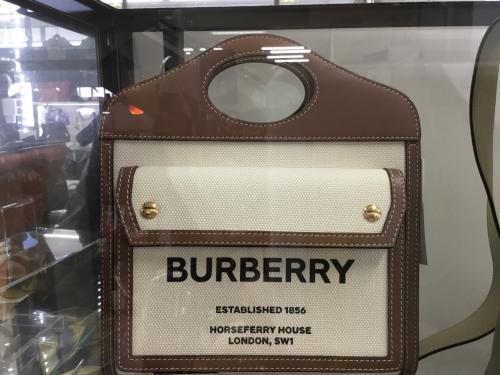 BURBERRY
ESTABLISHED 1856
HORSEFERRY HOUSE
LONDON, SW1